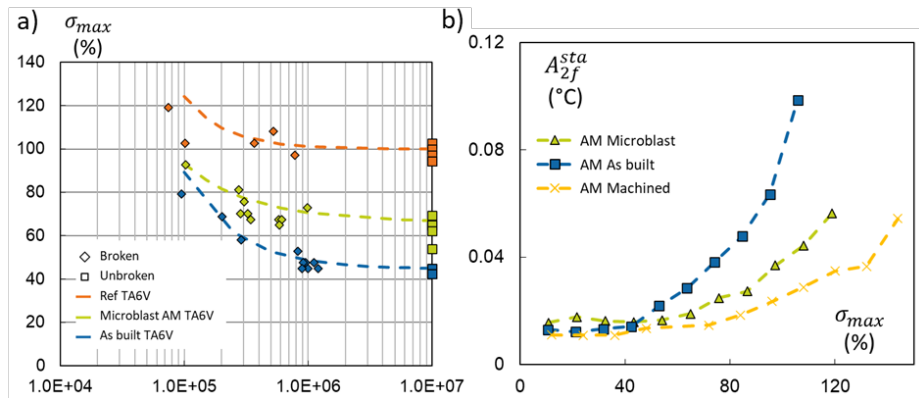 a)
σmax
(%)
140
120
100
80
60
40
20
0
1.0E+04
1.0E+05
1.0E+06
1.0E+07
Broken
Unbroken
Ref TA6V
Microblast AM TA6V
As built TA6V
b)
0.12
0.08
0.04
0
A2f^sta
(°C)
AM Microblast
AM As built
AM Machined
0
40
80
120
σmax
(%)